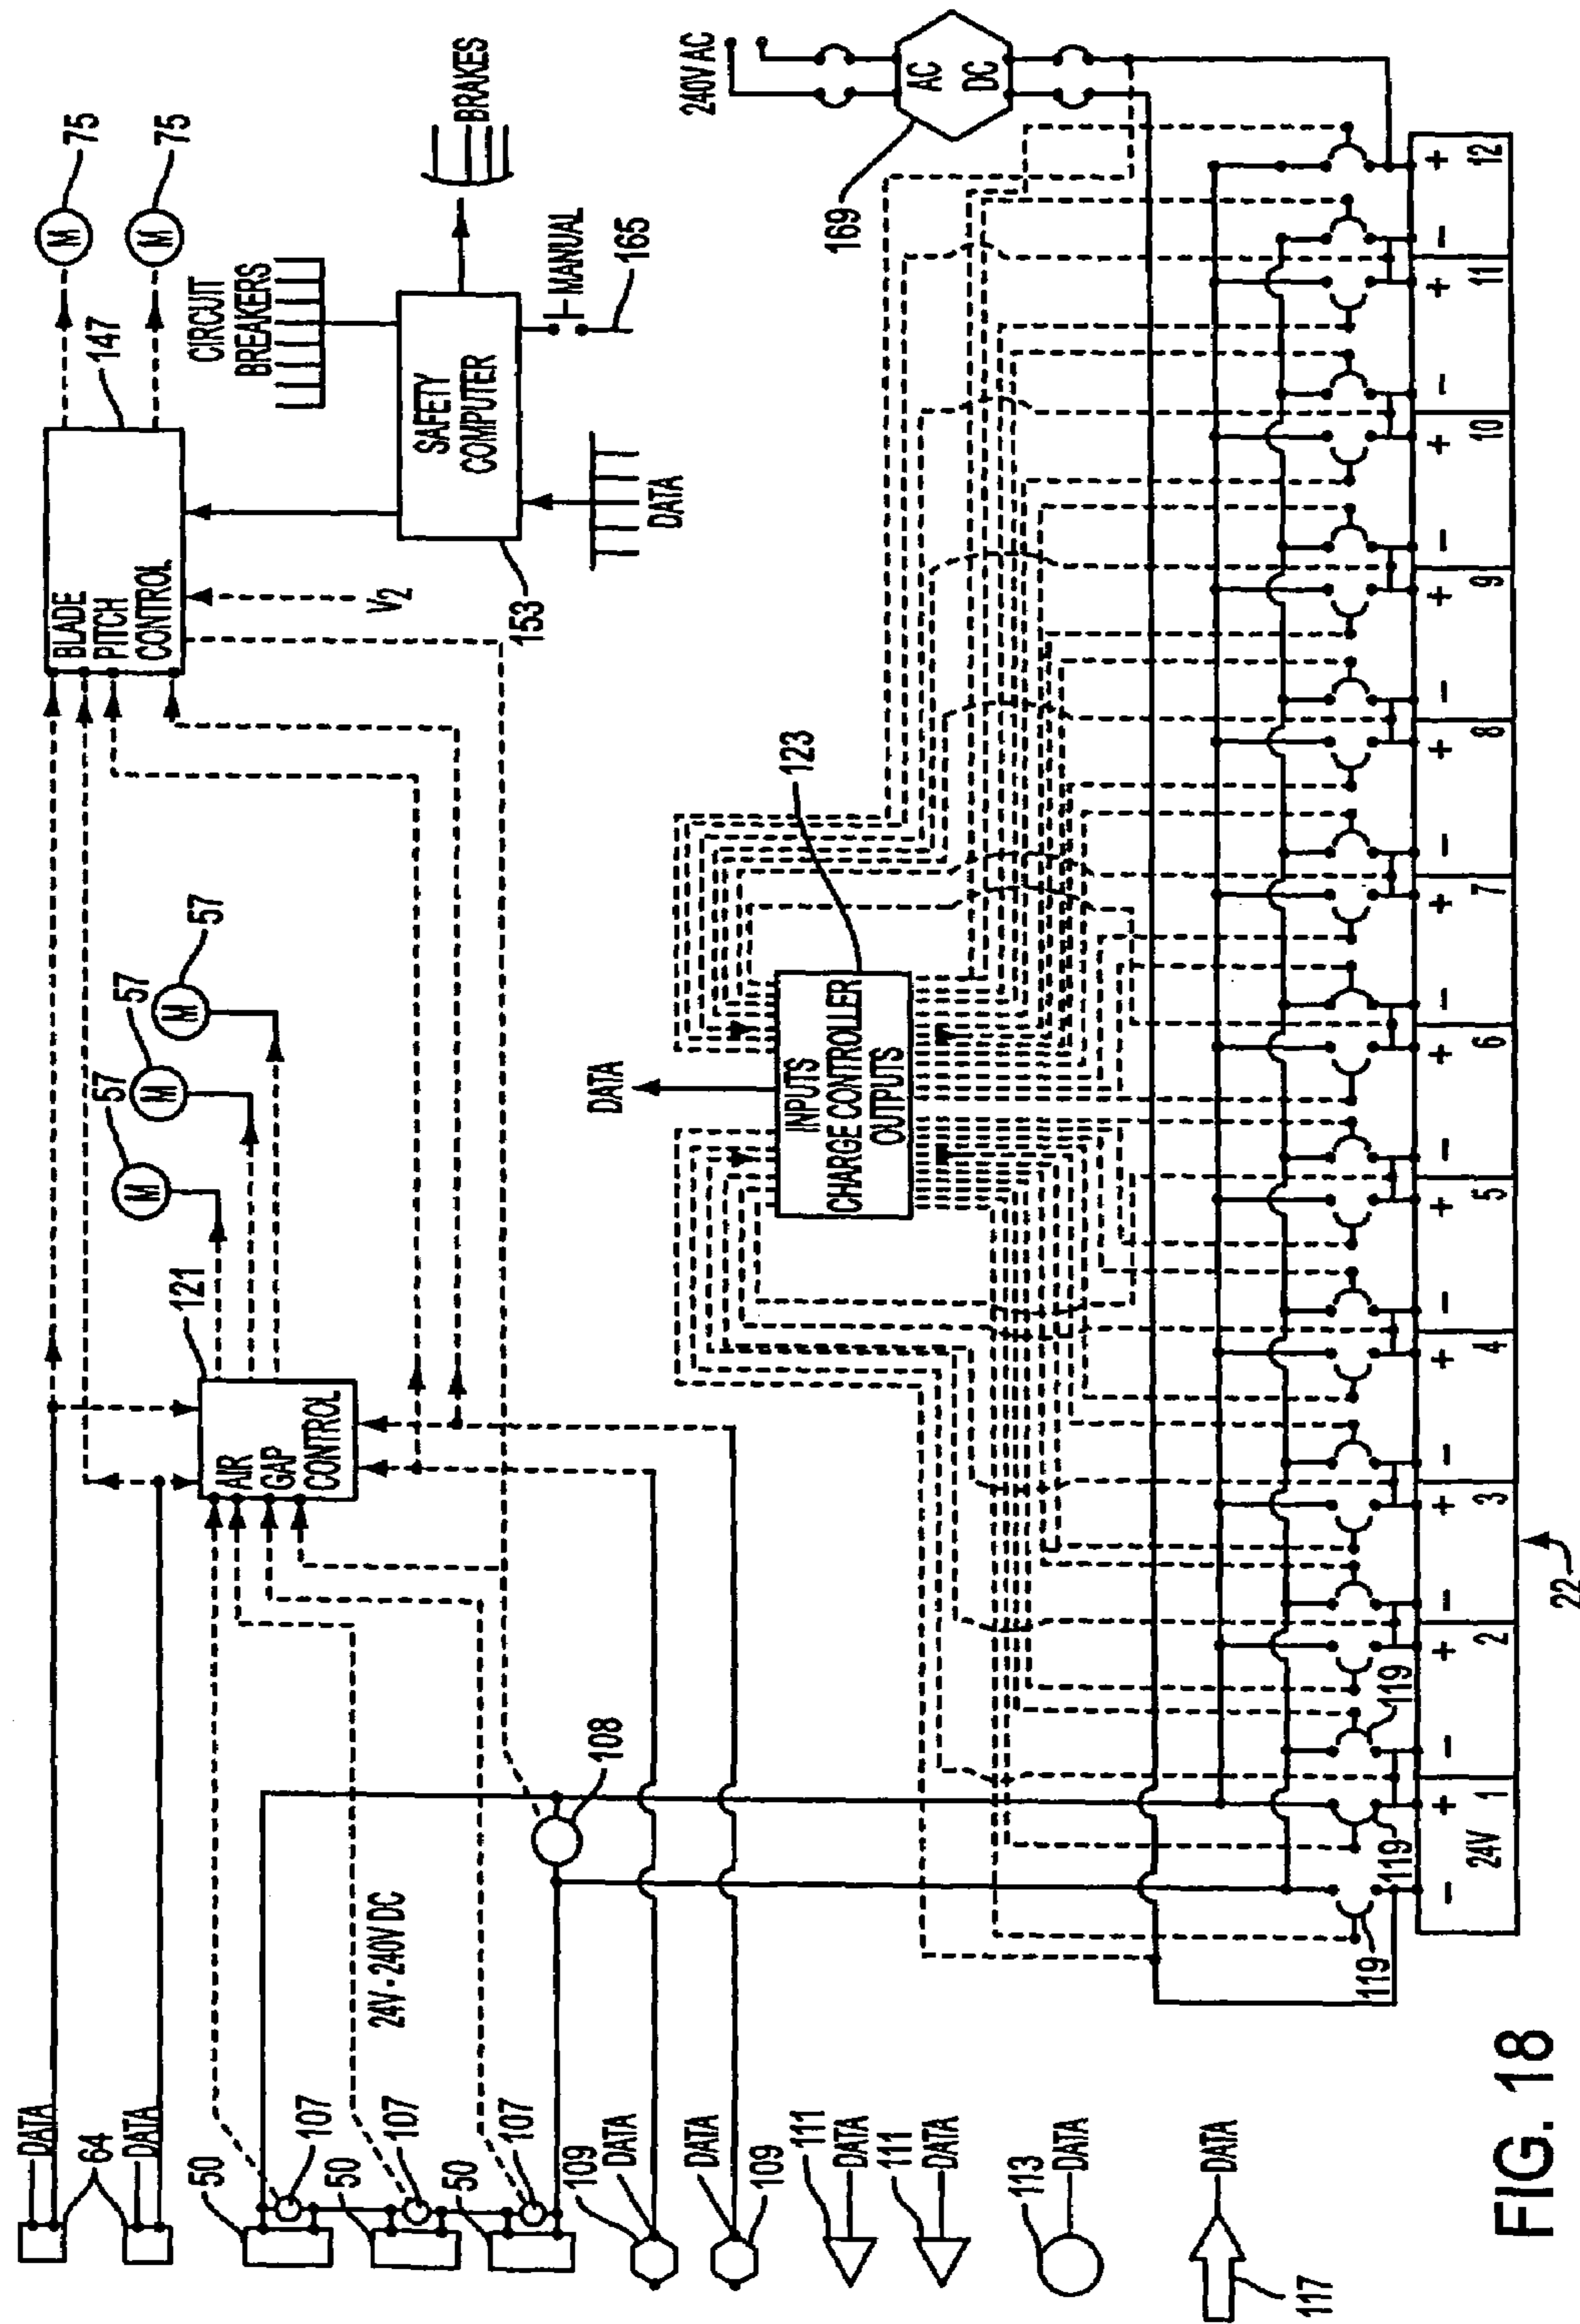 DATA
64
DATA
50
107
50
107
50
107
24V - 240V DC
108
109
DATA
DATA
109
111
DATA
111
DATA
113
DATA
DATA
117
121
AIR
GAP
CONTROL
57
M
57
M
57
M
BLADE
PITCH
CONTROL
147
M
75
M
75
V2
CIRCUIT
BREAKERS
SAFETY
COMPUTER
153
DATA
MANUAL
165
BRAKES
DATA
INPUTS
CHARGE CONTROLLER
OUTPUTS
123
240V AC
AC
DC
169
119
119
119
− + − + − + − + − + − + − + − + − + − + − + − +
24V 1 2 3 4 5 6 7 8 9 10 11 12
22
FIG. 18